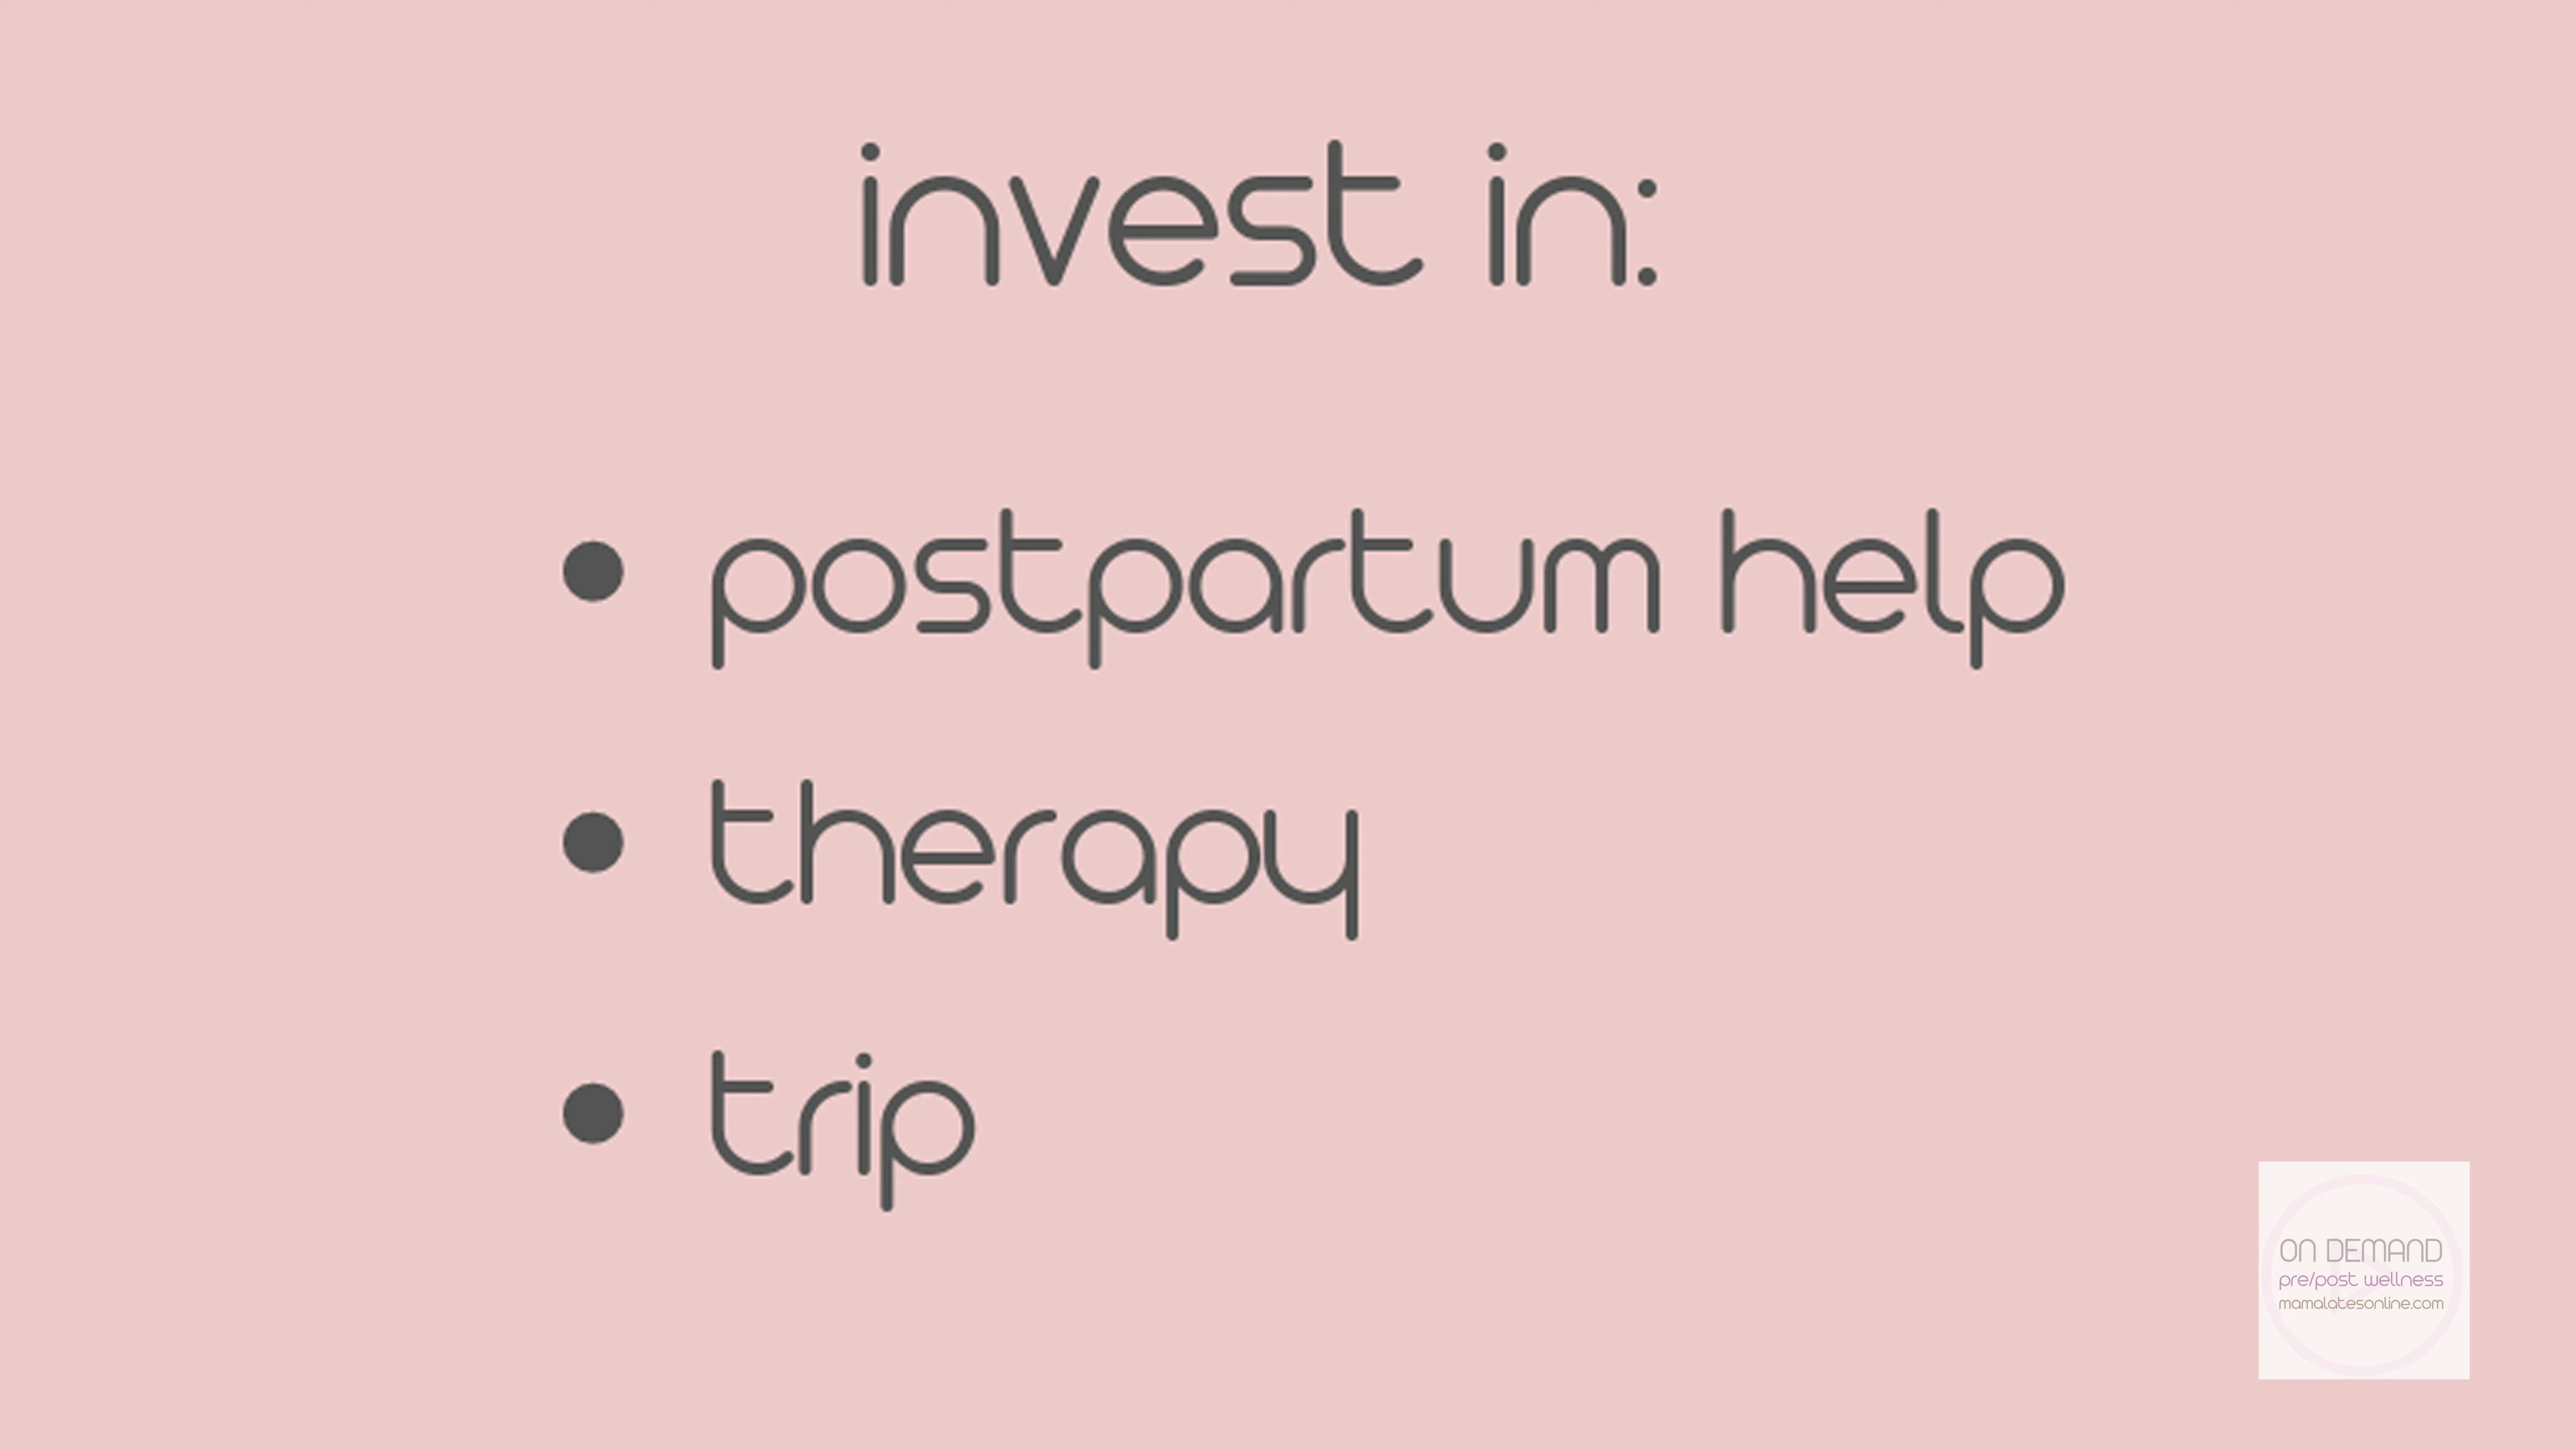 invest in:
• postpartum help
• therapy
• trip
ON DEMAND
pre/post wellness
mamalatesonline.com